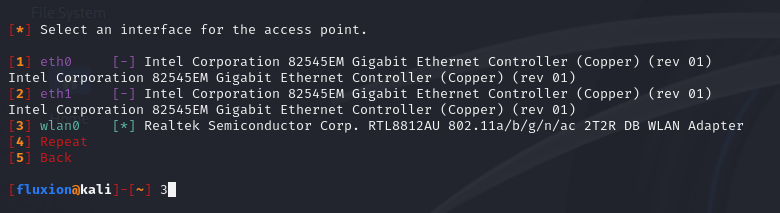 File System
[*] Select an interface for the access point.
[1] eth0 [-] Intel Corporation 82545EM Gigabit Ethernet Controller (Copper) (rev 01)
Intel Corporation 82545EM Gigabit Ethernet Controller (Copper) (rev 01)
[2] eth1 [-] Intel Corporation 82545EM Gigabit Ethernet Controller (Copper) (rev 01)
Intel Corporation 82545EM Gigabit Ethernet Controller (Copper) (rev 01)
[3] wlan0 [*] Realtek Semiconductor Corp. RTL8812AU 802.11a/b/g/n/ac 2T2R DB WLAN Adapter
[4] Repeat
[5] Back
[fluxion@kali]-[~] 3